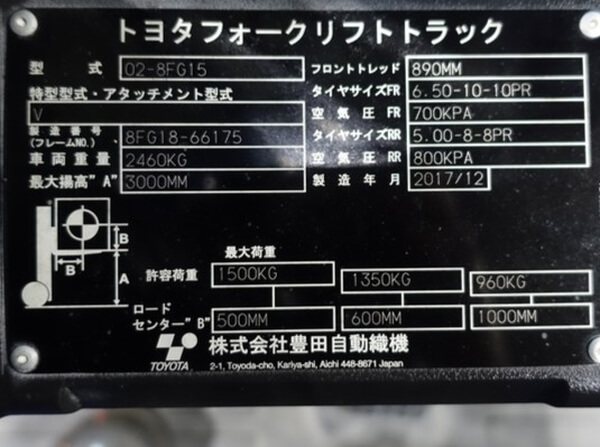 トヨタフォークリフトトラック
型 式 02-8FG15 フロントトレッド 890MM
特型型式・アタッチメント型式 タイヤサイズFR 6.50-10-10PR
V 空気圧 FR 700KPA
製造番号 (フレームNO.) 8FG18-66175 タイヤサイズRR 5.00-8-8PR
車両重量 2460KG 空気圧 RR 800KPA
最大揚高"A" 3000MM 製造年月 2017/12
B
B
A
最大荷重
許容荷重 1500KG 1350KG 960KG
ロード
センター"B" 500MM 600MM 1000MM
TOYOTA 株式会社豊田自動織機
2-1, Toyoda-cho, Kariya-shi, Aichi 448-8671 Japan